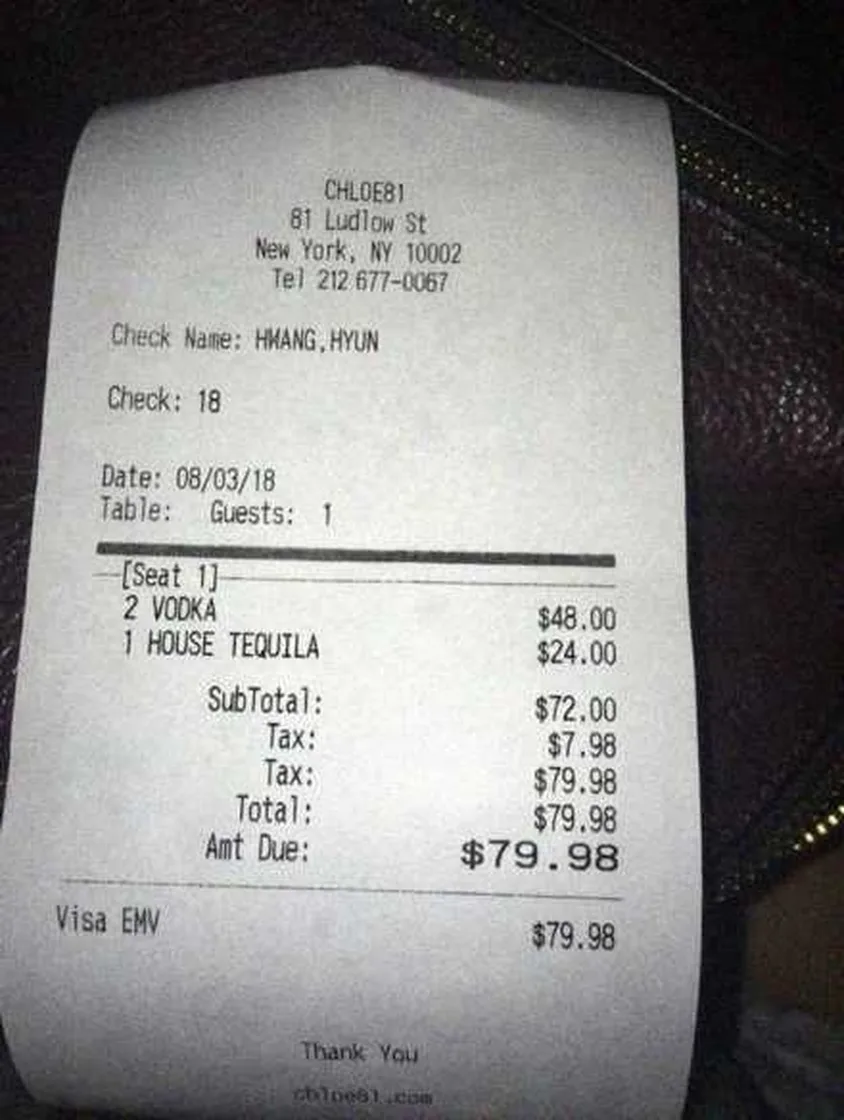 CHLOE81
81 Ludlow St
New York, NY 10002
Tel 212 677-0067
Check Name: HWANG,HYUN
Check: 18
Date: 08/03/18
Table: Guests: 1
[Seat 1]
2 VODKA $48.00
1 HOUSE TEQUILA $24.00
SubTotal: $72.00
Tax: $7.98
Tax: $79.98
Total: $79.98
Amt Due: $79.98
Visa EMV $79.98
Thank You
chloe81.com